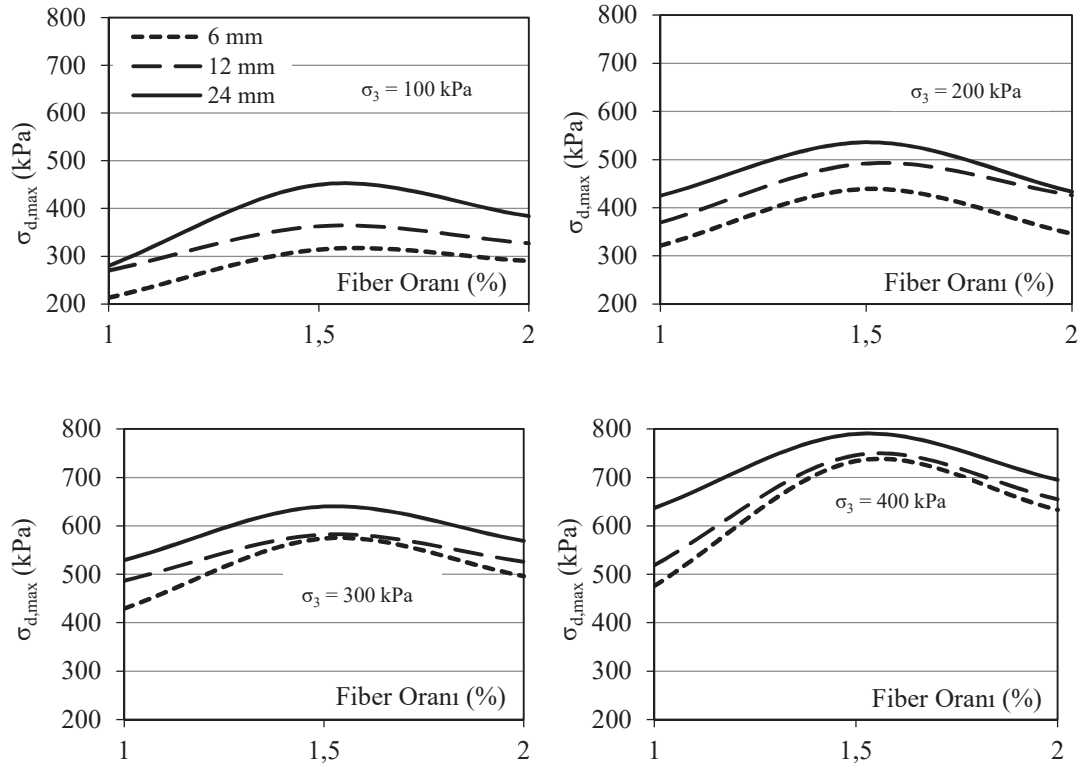 800
700
600
500
400
300
200
σd,max (kPa)
6 mm
12 mm
24 mm
σ3 = 100 kPa
Fiber Oranı (%)
1
1,5
2
800
700
600
500
400
300
200
σd,max (kPa)
σ3 = 200 kPa
Fiber Oranı (%)
1
1,5
2
800
700
600
500
400
300
200
σd,max (kPa)
σ3 = 300 kPa
Fiber Oranı (%)
1
1,5
2
800
700
600
500
400
300
200
σd,max (kPa)
σ3 = 400 kPa
Fiber Oranı (%)
1
1,5
2